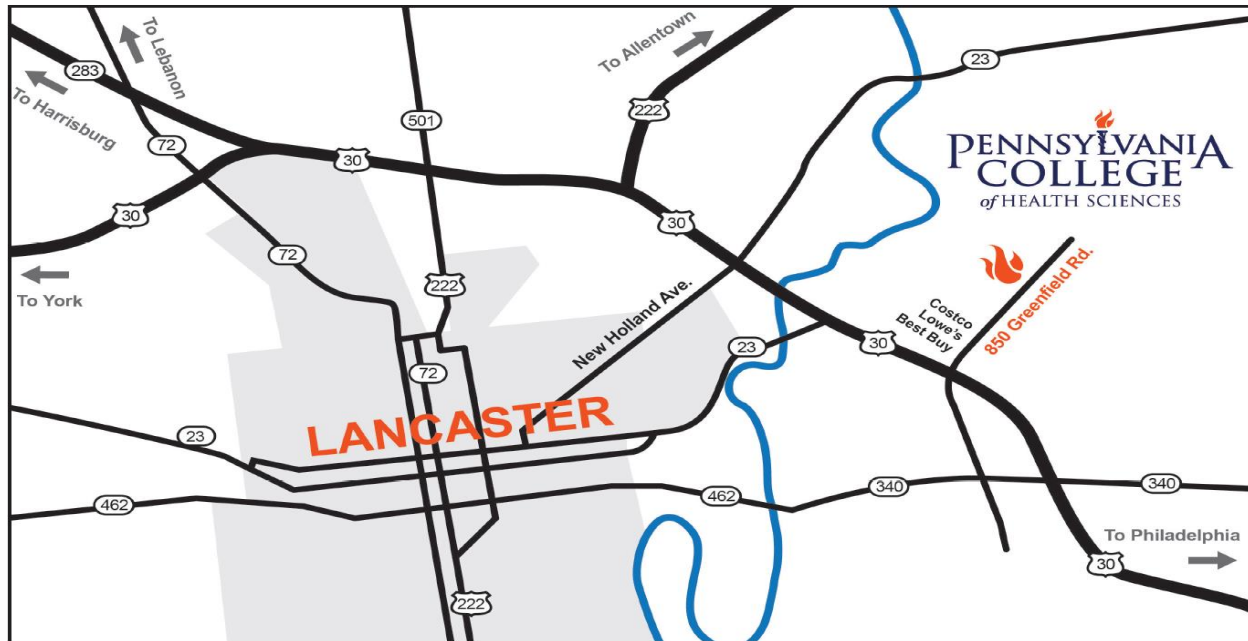 To Lebanon
To Allentown
283
To Harrisburg
72
501
222
23
PENNSYLVANIA
COLLEGE
of HEALTH SCIENCES
30
30
30
72
To York
222
New Holland Ave.
Costco
Lowe's
Best Buy
850 Greenfield Rd.
23
30
72
LANCASTER
23
462
462
340
340
To Philadelphia
30
222